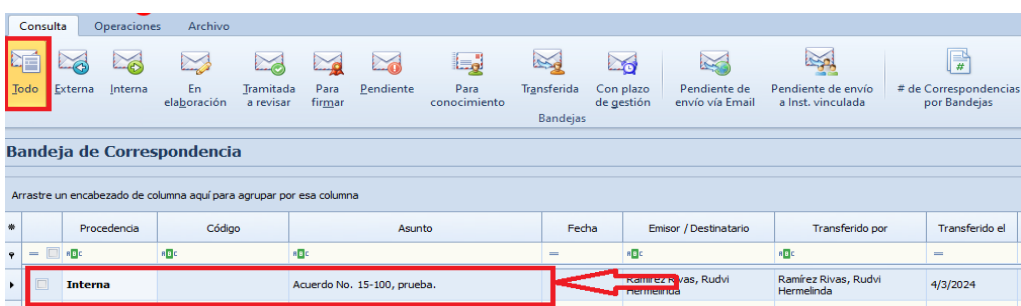 Consulta Operaciones Archivo
Todo Externa Interna En elaboración Tramitada a revisar Para firmar Pendiente Para conocimiento Transferida Con plazo de gestión Pendiente de envío vía Email Pendiente de envío a Inst. vinculada # de Correspondencias por Bandejas
Bandejas
Bandeja de Correspondencia
Arrastre un encabezado de columna aquí para agrupar por esa columna
Procedencia Código Asunto Fecha Emisor / Destinatario Transferido por Transferido el
Interna Acuerdo No. 15-100, prueba. Ramírez Rivas, Rudvi Hermelinda Ramírez Rivas, Rudvi Hermelinda 4/3/2024